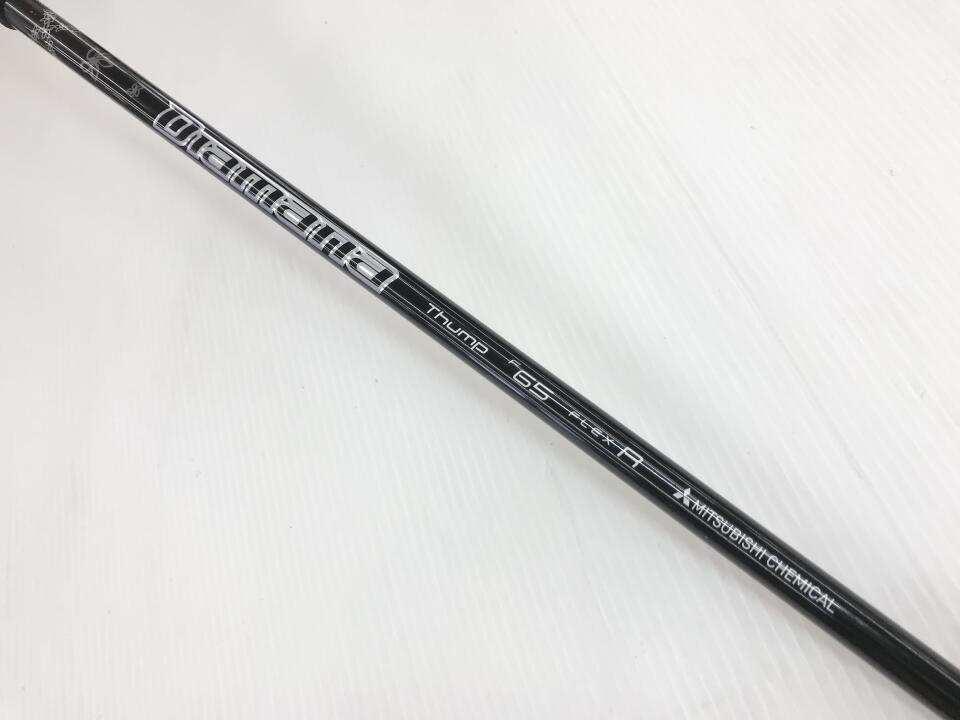 Diamana Thump F 65 FLEX R MITSUBISHI CHEMICAL